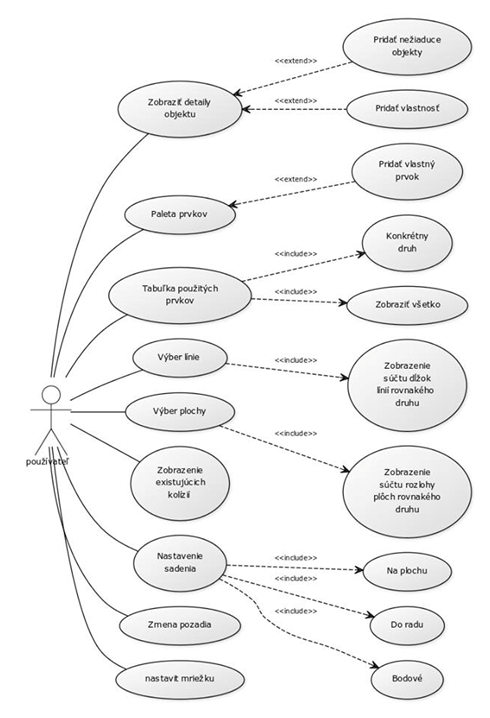 Pridať nežiaduce
objekty
<<extend>>
Zobraziť detaily
objektu
<<extend>>
Pridať vlastnosť
Pridať vlastný
prvok
<<extend>>
Paleta prvkov
Konkrétny
druh
<<include>>
Tabuľka použitých
prvkov
<<include>>
Zobraziť všetko
Výber línie
<<include>>
Zobrazenie
súčtu dĺžok
línií rovnakého
druhu
Výber plochy
<<include>>
používateľ
Zobrazenie
existujúcich
kolízií
Zobrazenie
súčtu rozlohy
plôch rovnakého
druhu
Nastavenie
sadenia
<<include>>
Na plochu
<<include>>
<<include>>
Zmena pozadia
Do radu
nastaviť mriežku
Bodové